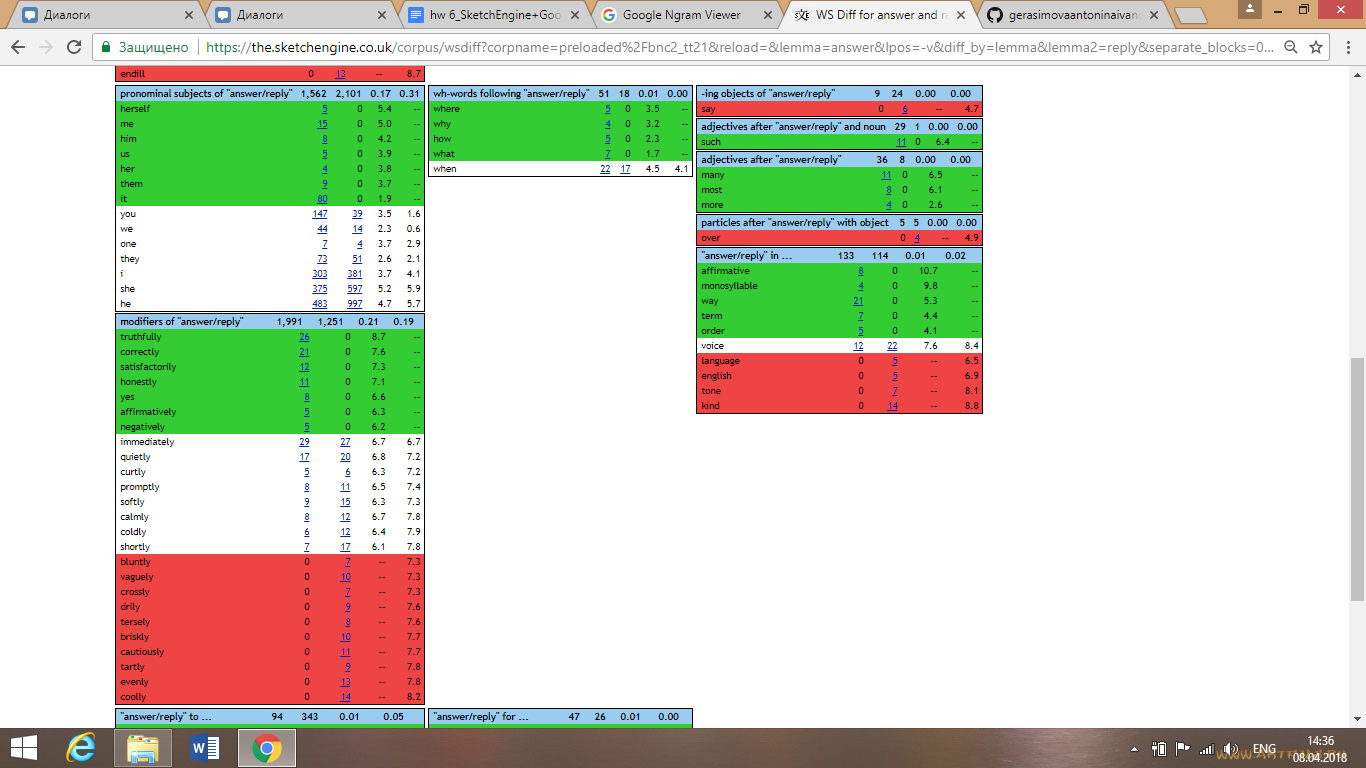 Диалоги
Диалоги
hw 6_SketchEngine+Goo
Google Ngram Viewer
WS Diff for answer and re
gerasimovaantoninaivano
Защищено
https://the.sketchengine.co.uk/corpus/wsdiff?corpname=preloaded%2Fbnc2_tt21&reload=&lemma=answer&lpos=-v&diff_by=lemma&lemma2=reply&separate_blocks=0...
endill 0 13 -- 8.7
pronominal subjects of "answer/reply" 1,562 2,101 0.17 0.31
herself 5 0 5.4 --
me 15 0 5.0 --
him 8 0 4.2 --
us 5 0 3.9 --
her 4 0 3.8 --
them 9 0 3.7 --
it 80 0 1.9 --
you 147 39 3.5 1.6
we 44 14 2.3 0.6
one 7 4 3.7 2.9
they 73 51 2.6 2.1
i 303 381 3.7 4.1
she 375 597 5.2 5.9
he 483 997 4.7 5.7
modifiers of "answer/reply" 1,991 1,251 0.21 0.19
truthfully 26 0 8.7 --
correctly 21 0 7.6 --
satisfactorily 12 0 7.3 --
honestly 11 0 7.1 --
yes 8 0 6.6 --
affirmatively 5 0 6.3 --
negatively 5 0 6.2 --
immediately 29 27 6.7 6.7
quietly 17 20 6.8 7.2
curtly 5 6 6.3 7.2
promptly 8 11 6.5 7.4
softly 9 15 6.3 7.3
calmly 8 12 6.7 7.8
coldly 6 12 6.4 7.9
shortly 7 17 6.1 7.8
bluntly 0 7 -- 7.3
vaguely 0 10 -- 7.3
crossly 0 7 -- 7.3
drily 0 9 -- 7.6
tersely 0 8 -- 7.6
briskly 0 10 -- 7.7
cautiously 0 11 -- 7.7
tartly 0 9 -- 7.8
evenly 0 13 -- 7.8
coolly 0 14 -- 8.2
"answer/reply" to ... 94 343 0.01 0.05
wh-words following "answer/reply" 51 18 0.01 0.00
where 5 0 3.5 --
why 4 0 3.2 --
how 5 0 2.3 --
what 7 0 1.7 --
when 22 17 4.5 4.1
"answer/reply" for ... 47 26 0.01 0.00
-ing objects of "answer/reply" 9 24 0.00 0.00
say 0 6 -- 4.7
adjectives after "answer/reply" and noun 29 1 0.00 0.00
such 11 0 6.4 --
adjectives after "answer/reply" 36 8 0.00 0.00
many 11 0 6.5 --
most 8 0 6.1 --
more 4 0 2.6 --
particles after "answer/reply" with object 5 5 0.00 0.00
over 0 4 -- 4.9
"answer/reply" in ... 133 114 0.01 0.02
affirmative 8 0 10.7 --
monosyllable 4 0 9.8 --
way 21 0 5.3 --
term 7 0 4.4 --
order 5 0 4.1 --
voice 12 22 7.6 8.4
language 0 5 -- 6.5
english 0 5 -- 6.9
tone 0 7 -- 8.1
kind 0 14 -- 8.8
ENG
14:36
08.04.2018